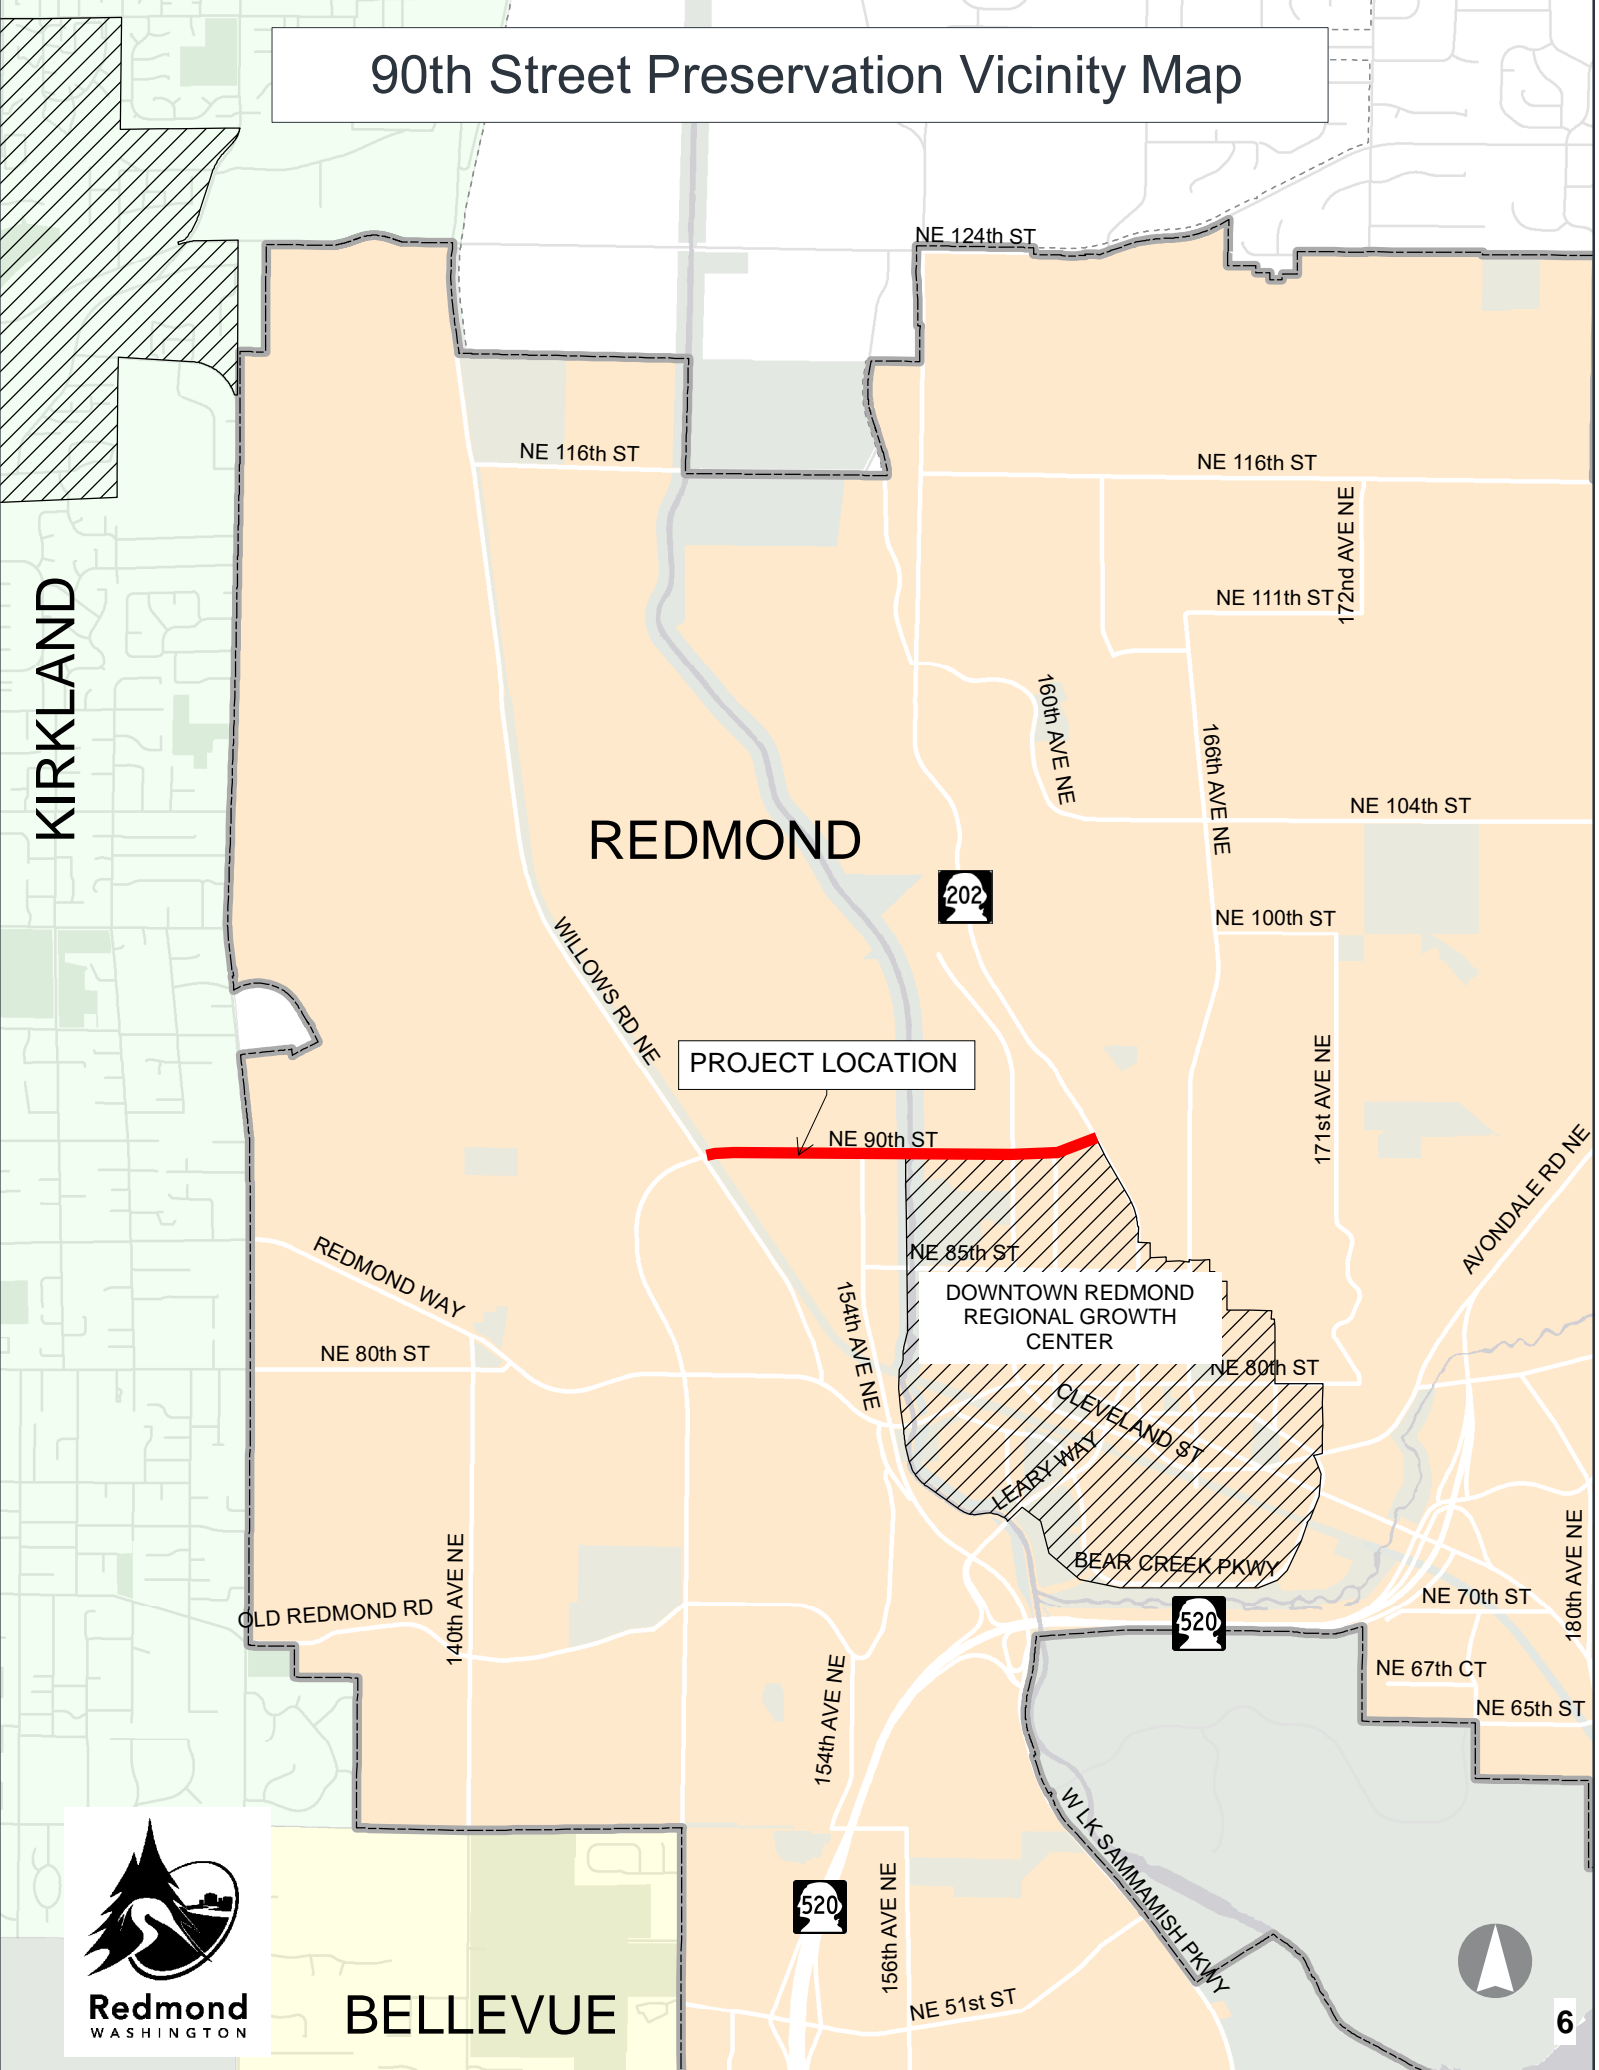 90th Street Preservation Vicinity Map
NE 124th ST
NE 116th ST
NE 116th ST
172nd AVE NE
NE 111th ST
KIRKLAND
160th AVE NE
166th AVE NE
NE 104th ST
REDMOND
202
NE 100th ST
WILLOWS RD NE
PROJECT LOCATION
171st AVE NE
NE 90th ST
AVONDALE RD NE
REDMOND WAY
NE 85th ST
DOWNTOWN REDMOND
REGIONAL GROWTH
CENTER
154th AVE NE
NE 80th ST
NE 80th ST
CLEVELAND ST
LEARY WAY
140th AVE NE
BEAR CREEK PKWY
180th AVE NE
NE 70th ST
OLD REDMOND RD
520
NE 67th CT
154th AVE NE
NE 65th ST
W LK SAMMAMISH PKWY
520
156th AVE NE
NE 51st ST
Redmond
WASHINGTON
BELLEVUE
6